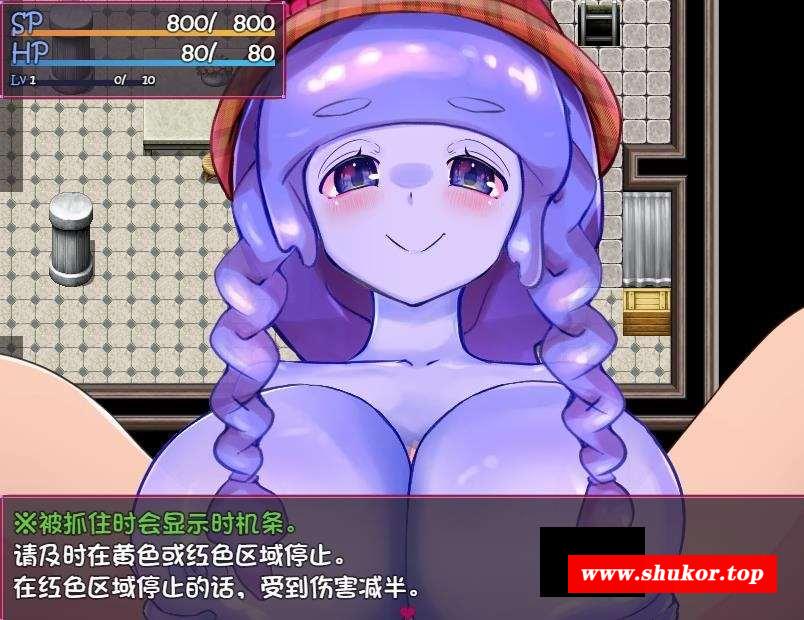 SP 800/ 800
HP 80/ 80
Lv 1 0/ 10
※被抓住时会显示时机条。
请及时在黄色或红色区域停止。
在红色区域停止的话，受到伤害减半。
www.shukor.top